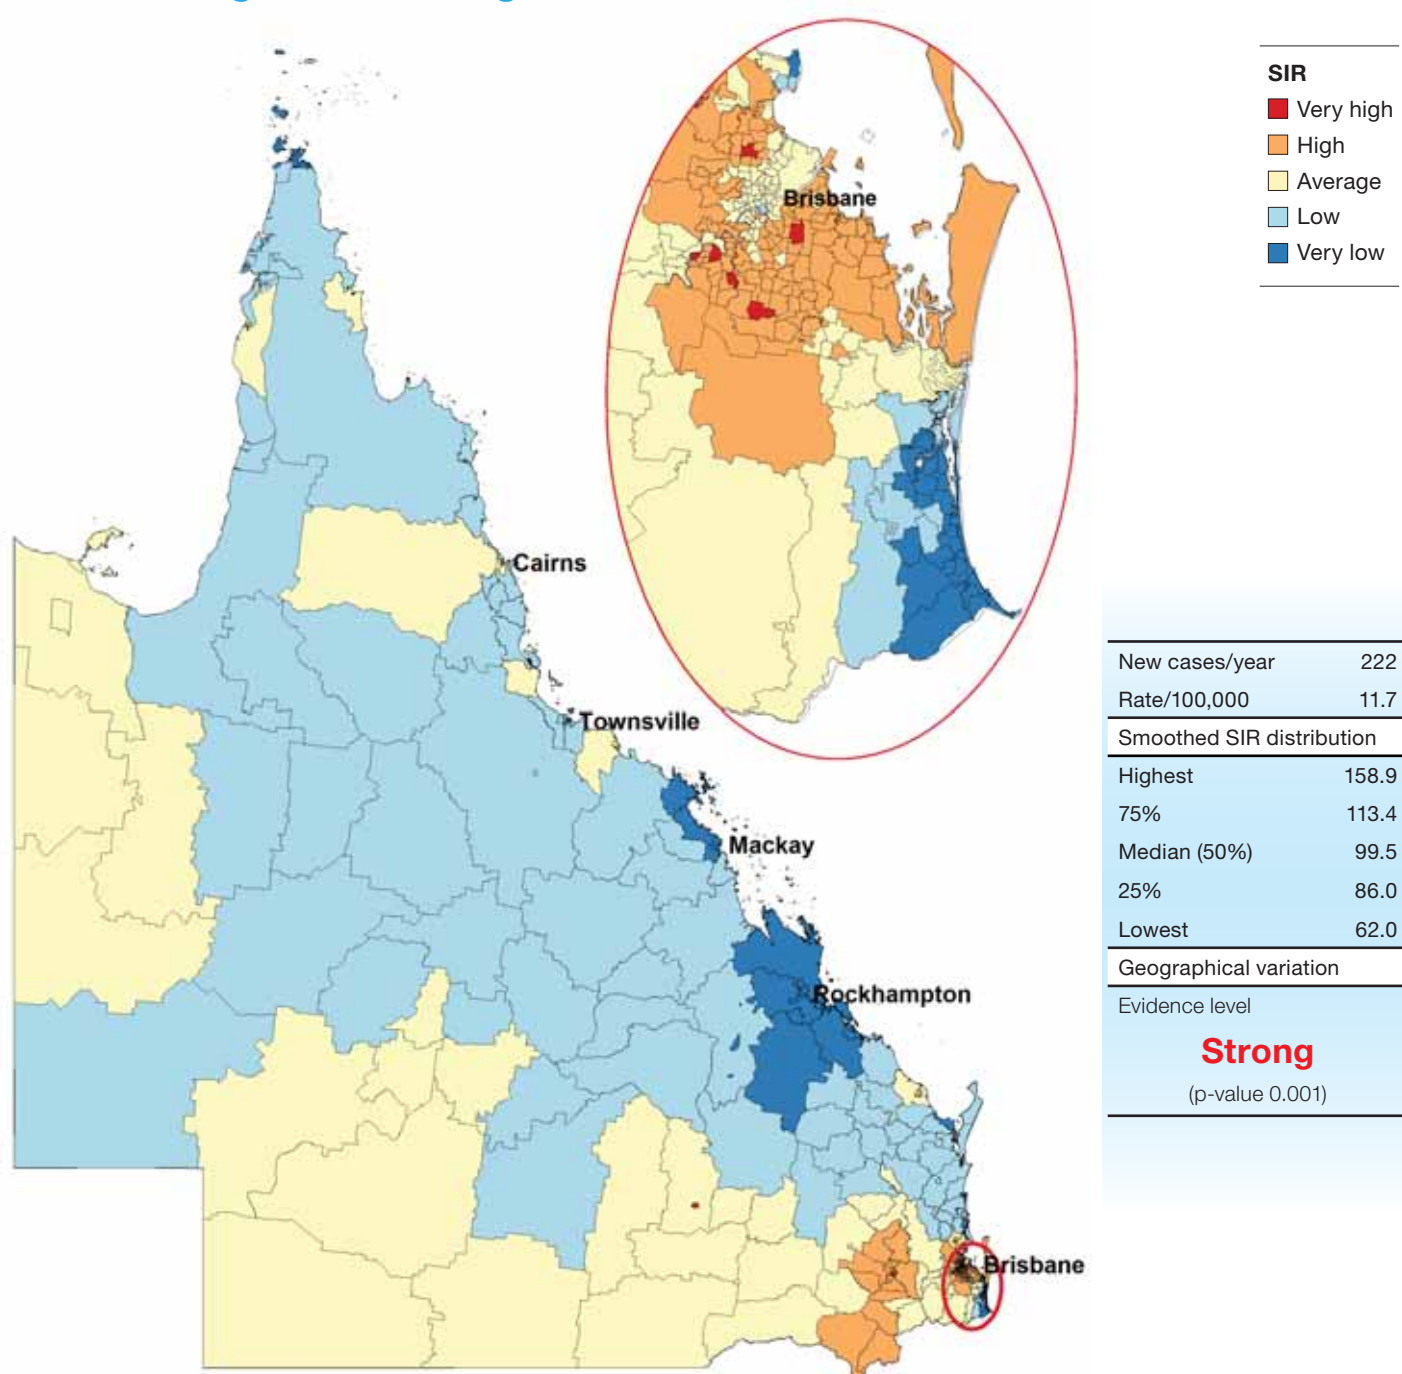 SIR
Very high
High
Average
Low
Very low
Brisbane
Cairns
Townsville
Mackay
Rockhampton
Brisbane
New cases/year 222
Rate/100,000 11.7
Smoothed SIR distribution
Highest 158.9
75% 113.4
Median (50%) 99.5
25% 86.0
Lowest 62.0
Geographical variation
Evidence level
Strong
(p-value 0.001)